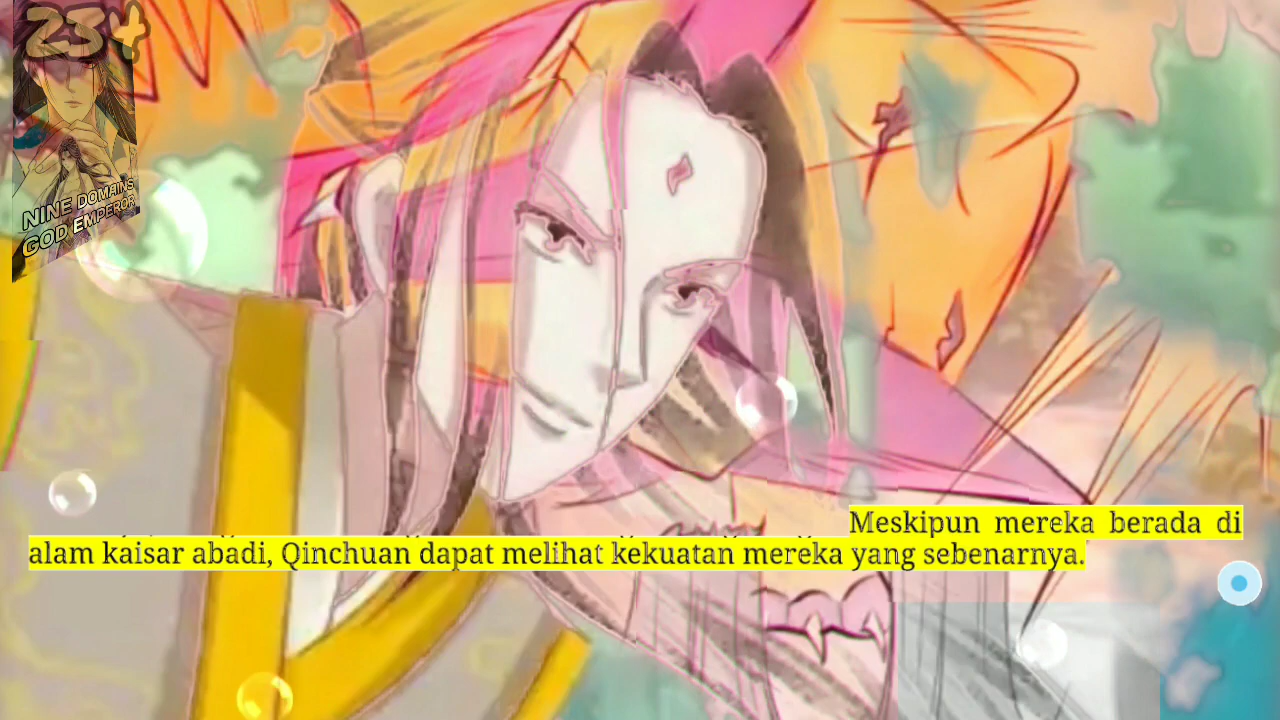 234
NINE DOMAINS
GOD EMPEROR
Meskipun mereka berada di
alam kaisar abadi, Qinchuan dapat melihat kekuatan mereka yang sebenarnya.